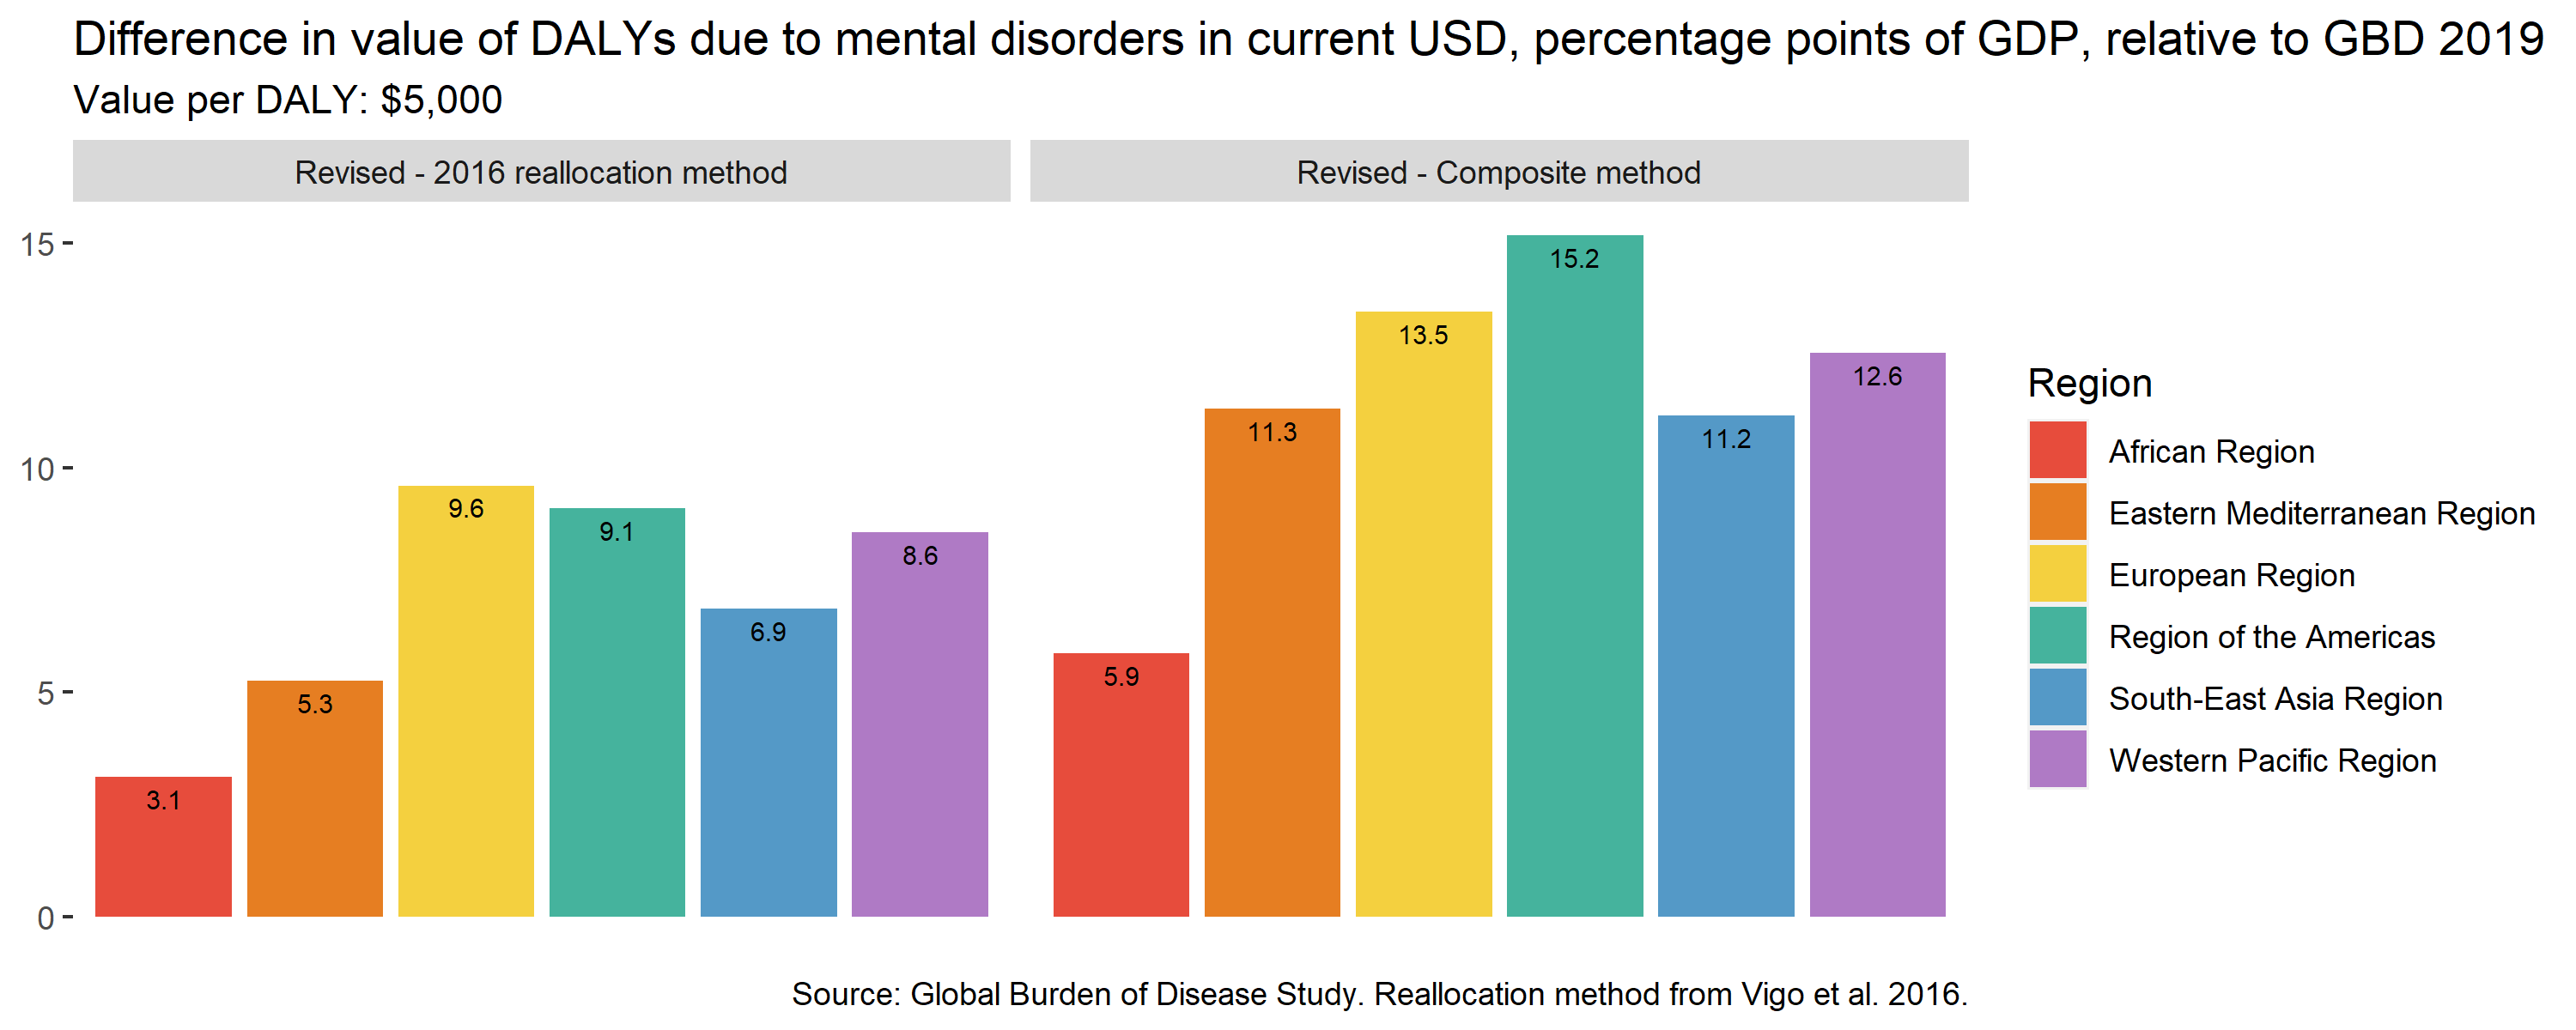 Difference in value of DALYs due to mental disorders in current USD, percentage points of GDP, relative to GBD 2019
Value per DALY: $5,000
Revised - 2016 reallocation method
Revised - Composite method
15
10
5
0
3.1
5.3
9.6
9.1
6.9
8.6
5.9
11.3
13.5
15.2
11.2
12.6
Region
African Region
Eastern Mediterranean Region
European Region
Region of the Americas
South-East Asia Region
Western Pacific Region
Source: Global Burden of Disease Study. Reallocation method from Vigo et al. 2016.